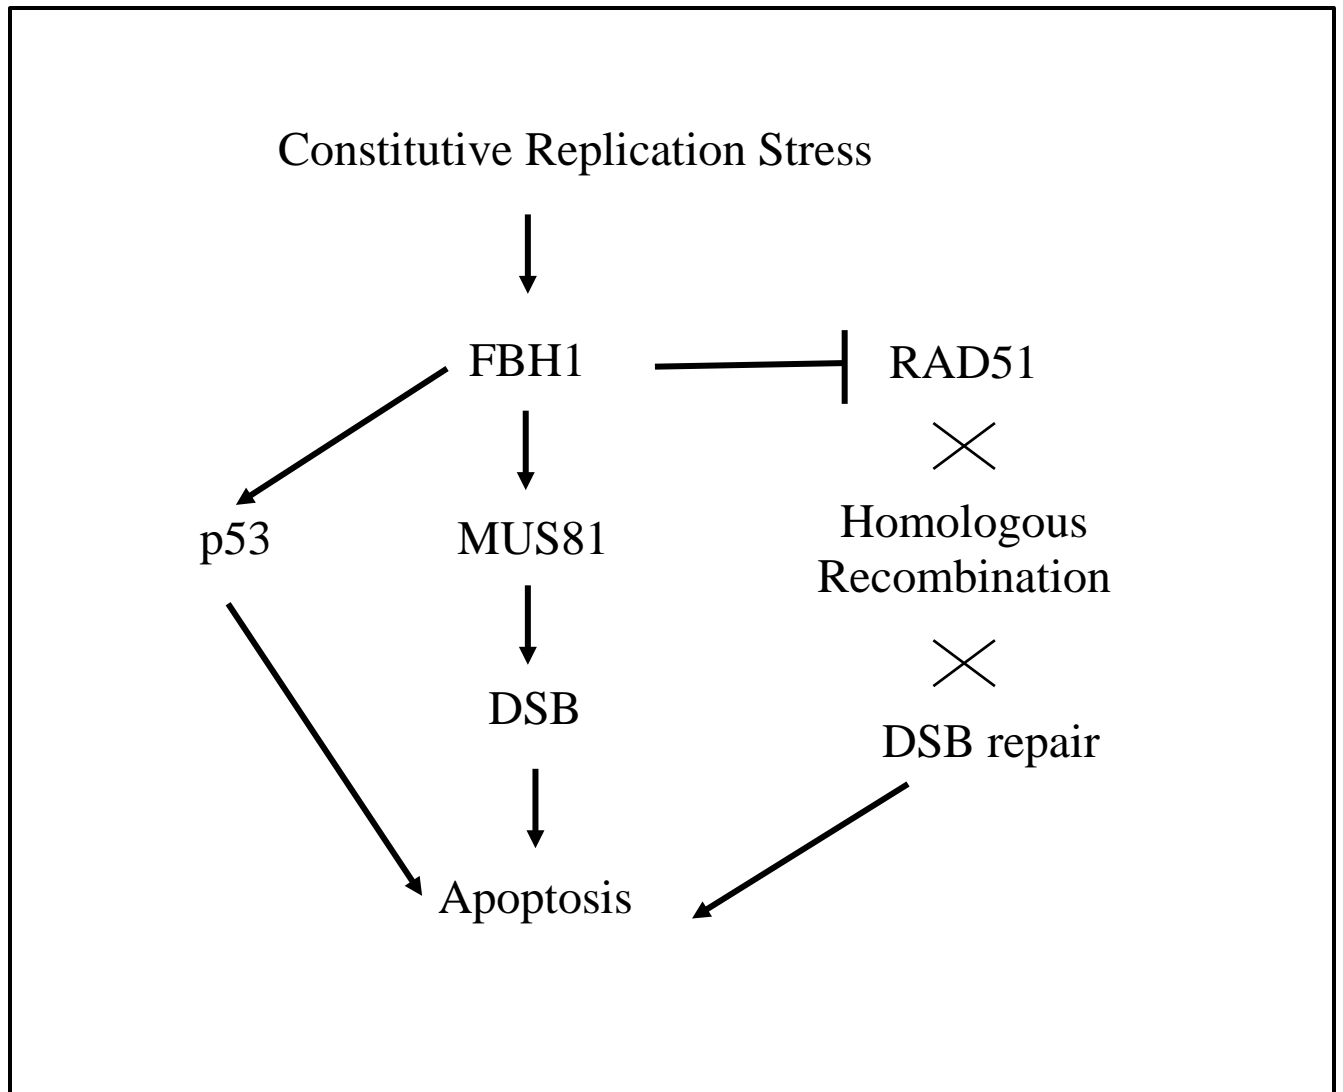 Constitutive Replication Stress
FBH1
RAD51
p53
MUS81
Homologous
Recombination
DSB
DSB repair
Apoptosis